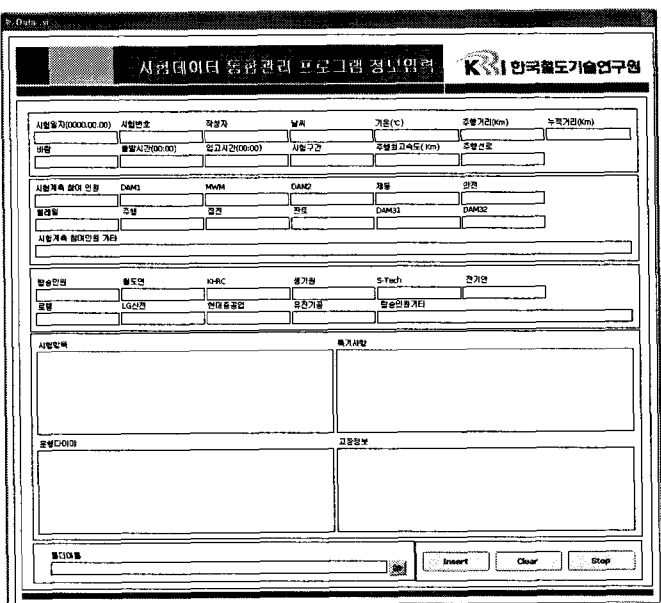 Data .vi
시험데이터 통합관리 프로그램 정보입력
한국철도기술연구원
시험일자(0000.00.00) 시험번호 작성자 날씨 기온(℃) 주행거리(Km) 누적거리(Km)
바람 출발시간(00:00) 입고시간(00:00) 시험구간 주행최고속도(Km) 주행선로
시험계측 참여 인원 DAM1 MWM DAM2 제동 안전
휠레일 주행 집전 판토 DAM31 DAM32
시험계측 참여인원 기타
탑승인원 철도연 KHRC 생기원 S-Tech 전기연
로템 LG산전 현대중공업 유진기공 탑승인원기타
시험항목 특기사항
운행다이아 고장정보
폴더이름
Insert Clear Stop